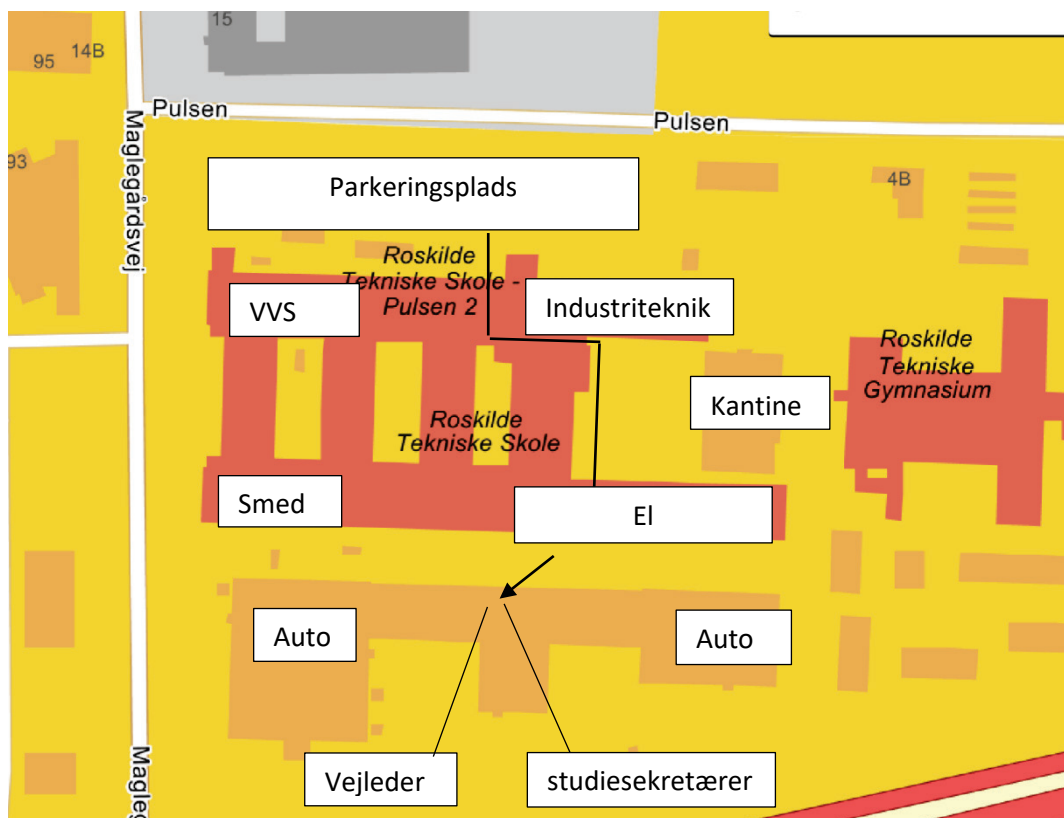 15
14B
95
Pulsen
Pulsen
Maglegårdsvej
93
Parkeringsplads
4B
Roskilde
Tekniske Skole -
Pulsen 2
VVS
Industriteknik
Roskilde
Tekniske
Gymnasium
Kantine
Roskilde
Tekniske Skole
Smed
El
Auto
Auto
Vejleder
studiesekretærer
Magleg